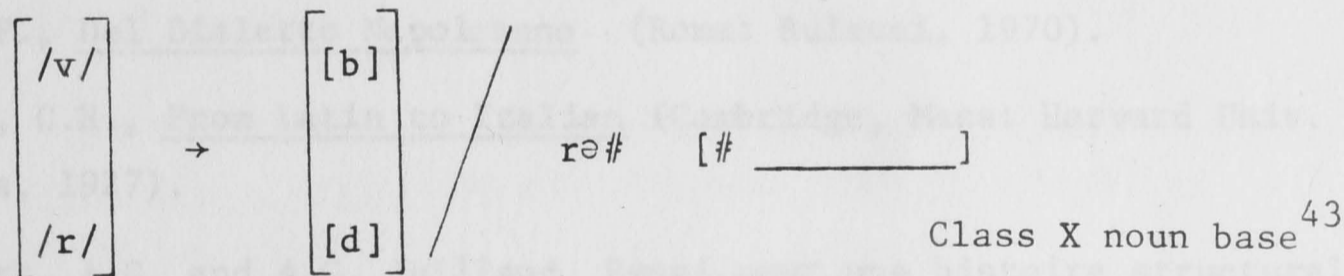 /v/ [b]
→ / rə# [# ______]
/r/ [d] Class X noun base43